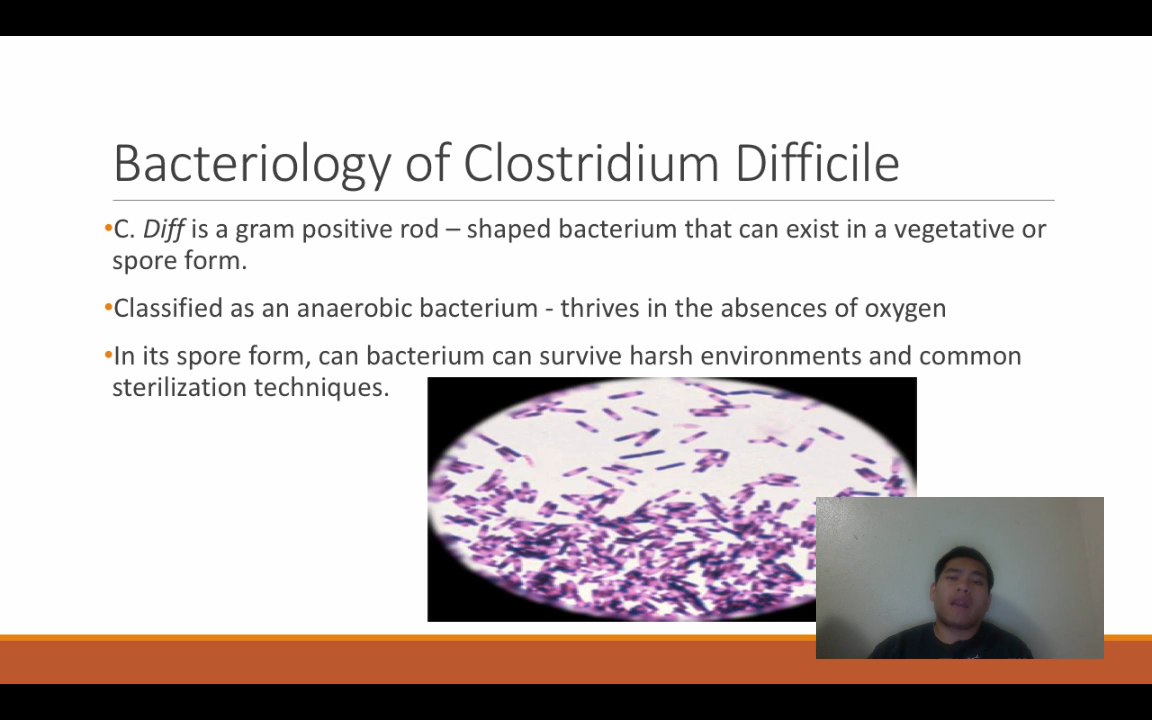 Bacteriology of Clostridium Difficile
•C. Diff is a gram positive rod – shaped bacterium that can exist in a vegetative or
spore form.
•Classified as an anaerobic bacterium - thrives in the absences of oxygen
•In its spore form, can bacterium can survive harsh environments and common
sterilization techniques.